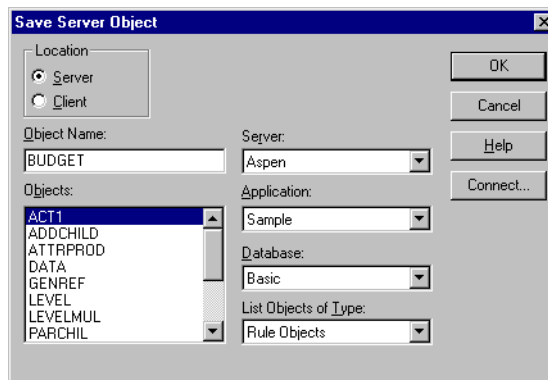 Save Server Object
Location
Server
Client
OK
Cancel
Help
Connect...
Object Name:
BUDGET
Objects:
ACT1
ADDCHILD
ATTRPROD
DATA
GENREF
LEVEL
LEVELMUL
PARCHIL
Server:
Aspen
Application:
Sample
Database:
Basic
List Objects of Type:
Rule Objects